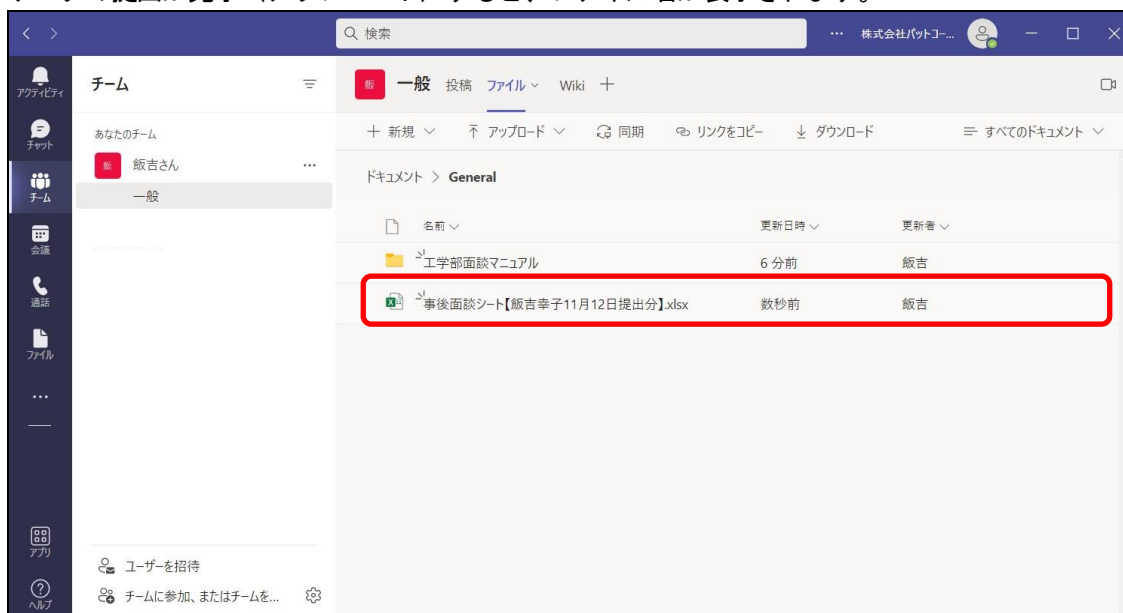 検索
… 株式会社パットコー...
アクティビティ
チャット
チーム
会議
通話
ファイル
…
アプリ
ヘルプ
チーム
あなたのチーム
飯 飯吉さん …
一般
ユーザーを招待
チームに参加、またはチームを...
飯 一般 投稿 ファイル Wiki
新規 アップロード 同期 リンクをコピー ダウンロード すべてのドキュメント
ドキュメント > General
名前 更新日時 更新者
工学部面談マニュアル 6 分前 飯吉
事後面談シート【飯吉幸子11月12日提出分】.xlsx 数秒前 飯吉